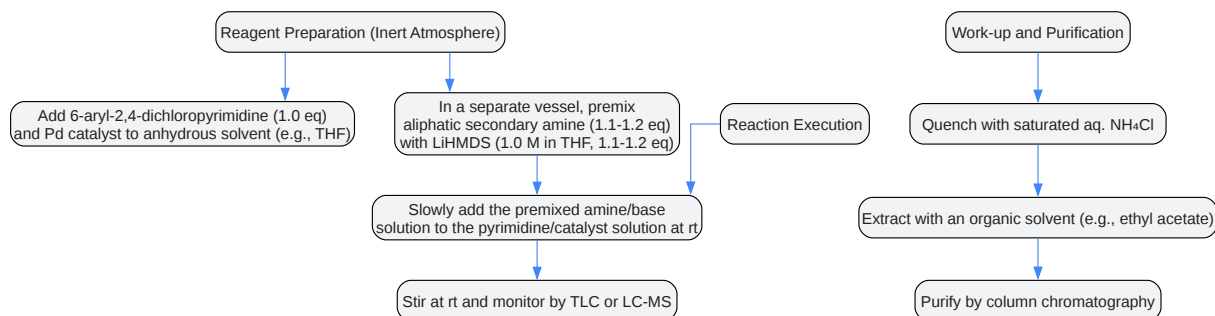 Reagent Preparation (Inert Atmosphere)
Work-up and Purification
Add 6-aryl-2,4-dichloropyrimidine (1.0 eq)
and Pd catalyst to anhydrous solvent (e.g., THF)
In a separate vessel, premix
aliphatic secondary amine (1.1-1.2 eq)
with LiHMDS (1.0 M in THF, 1.1-1.2 eq)
Reaction Execution
Quench with saturated aq. NH₄Cl
Slowly add the premixed amine/base
solution to the pyrimidine/catalyst solution at rt
Extract with an organic solvent (e.g., ethyl acetate)
Stir at rt and monitor by TLC or LC-MS
Purify by column chromatography